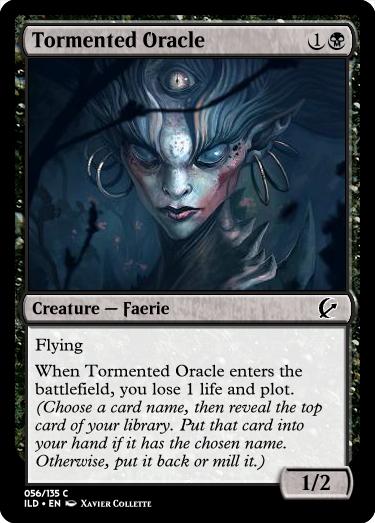 Tormented Oracle 1
Creature — Faerie
Flying
When Tormented Oracle enters the
battlefield, you lose 1 life and plot.
(Choose a card name, then reveal the top
card of your library. Put that card into
your hand if it has the chosen name.
Otherwise, put it back or mill it.)
1/2
056/135 C
ILD • EN Xavier Collette